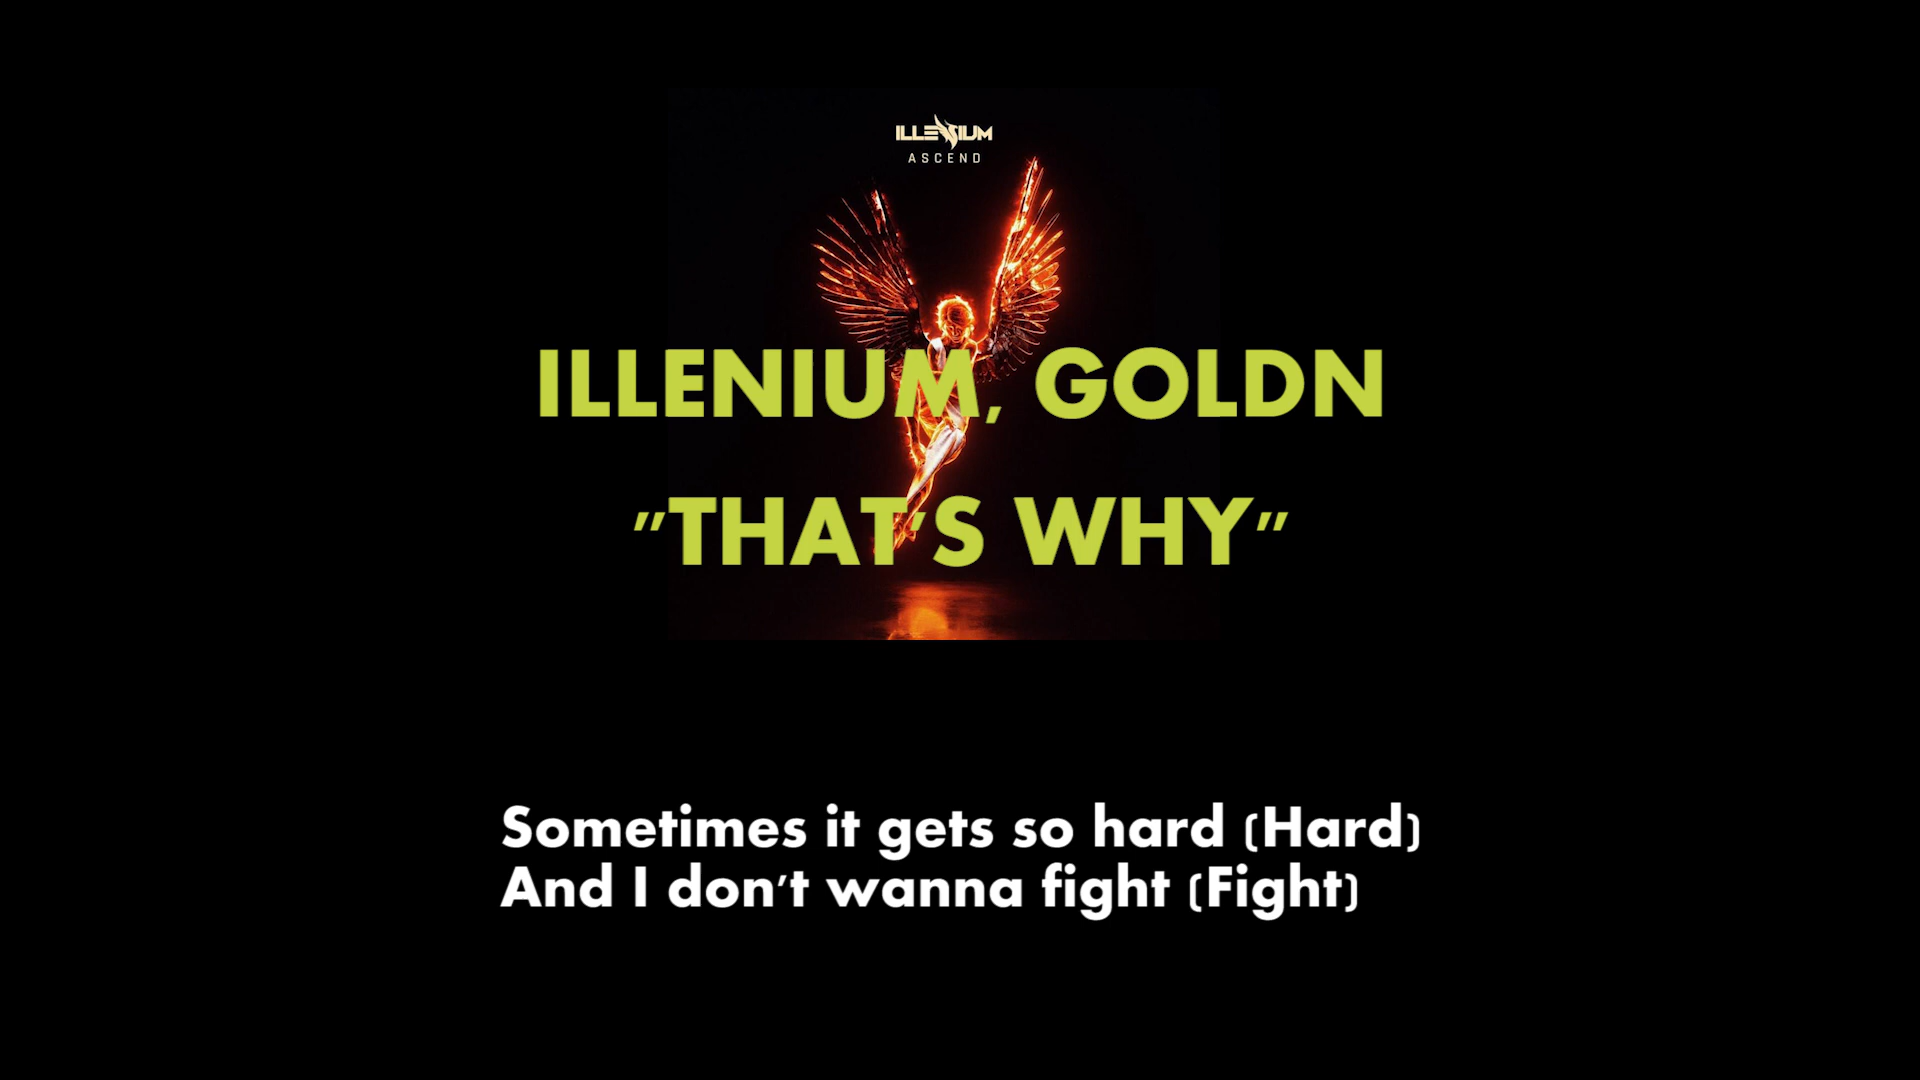 ILLENIUM
ASCEND
ILLENIUM, GOLDN
"THAT'S WHY"
Sometimes it gets so hard (Hard)
And I don't wanna fight (Fight)